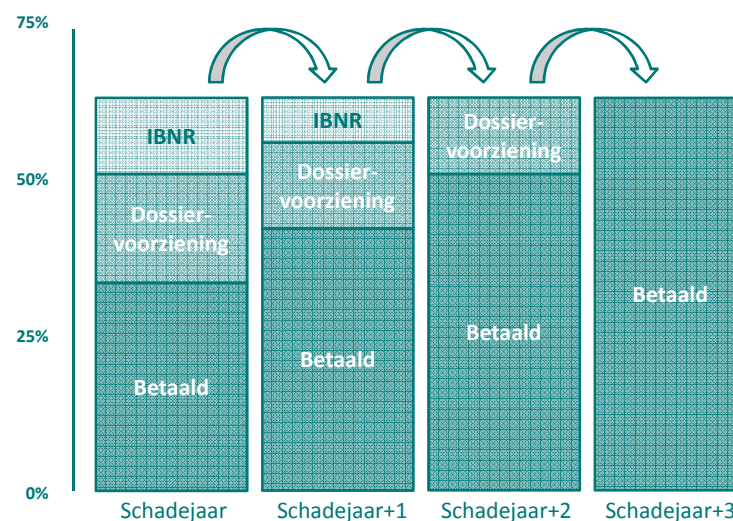 75%
50%
25%
0%
IBNR
Dossier-
voorziening
Betaald
IBNR
Dossier-
voorziening
Betaald
Dossier-
voorziening
Betaald
Betaald
Schadejaar
Schadejaar+1
Schadejaar+2
Schadejaar+3